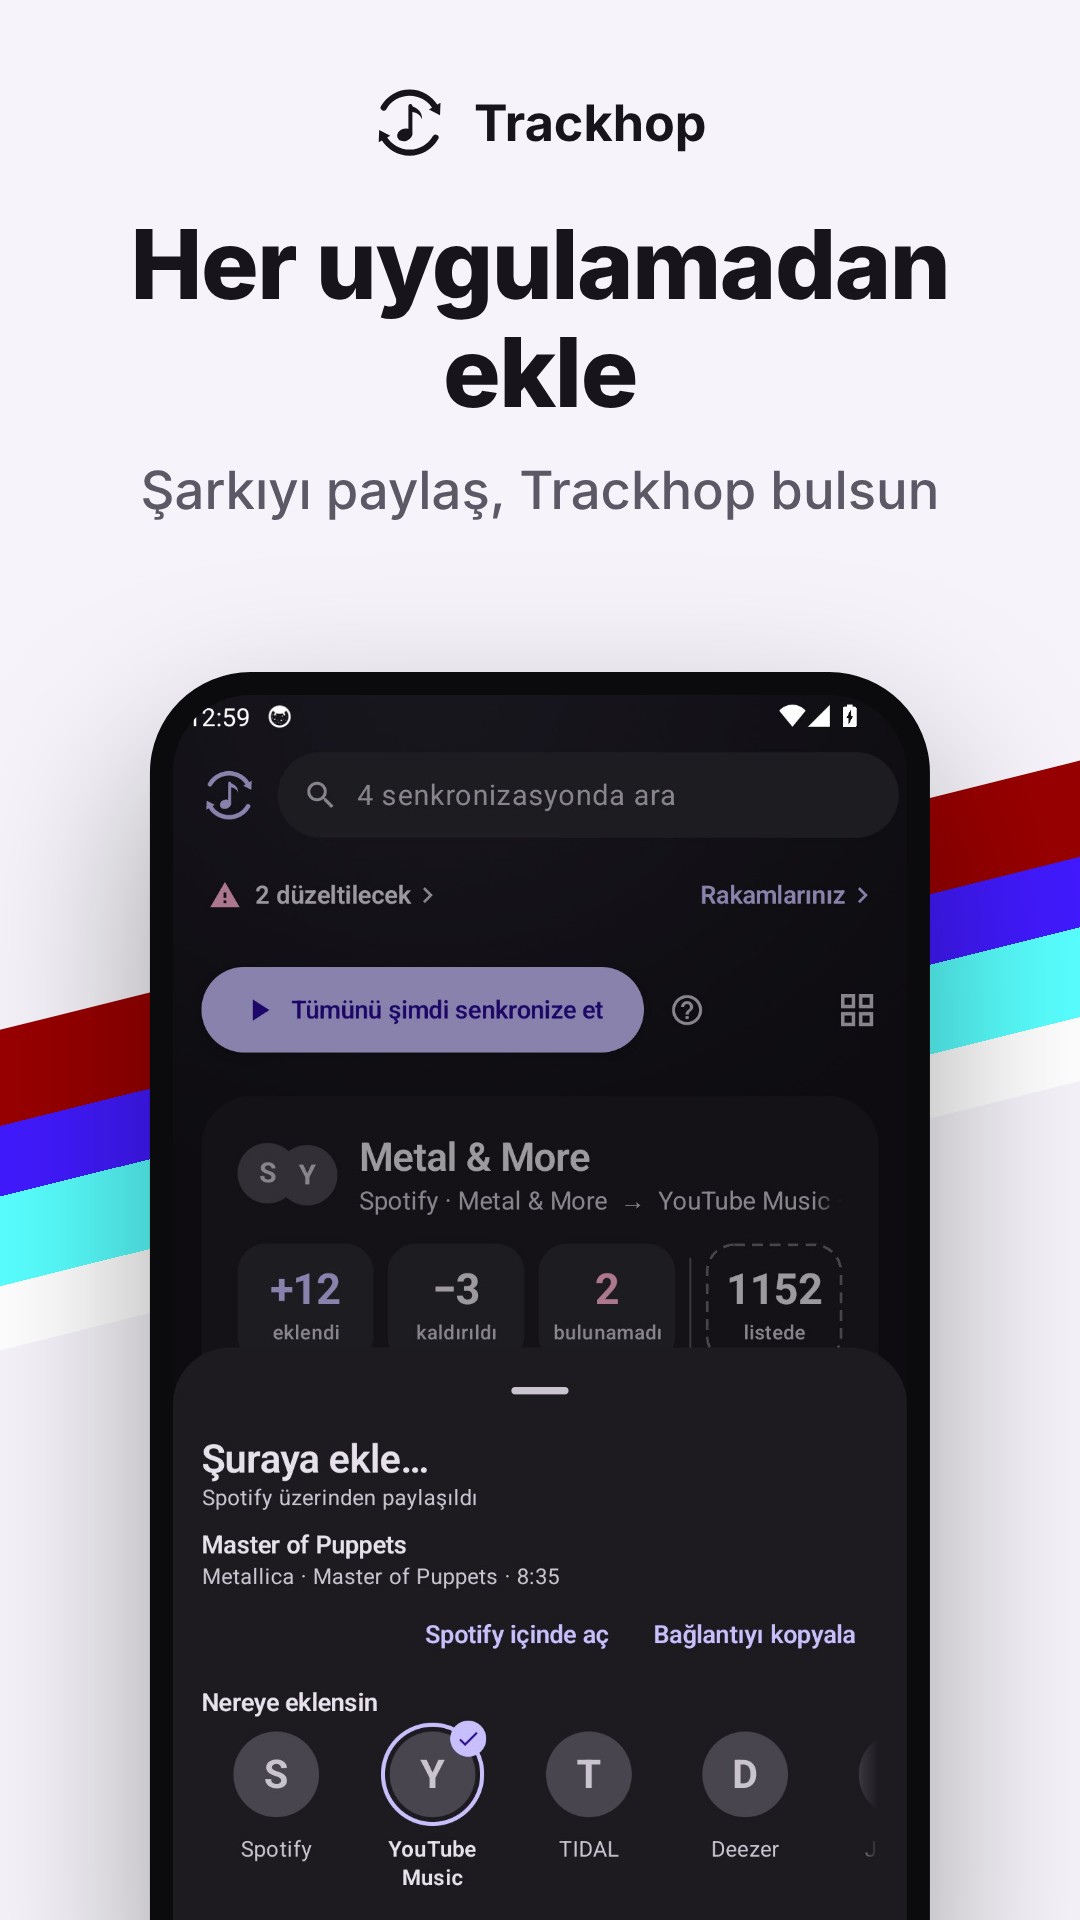 Trackhop
Her uygulamadan
ekle
Şarkıyı paylaş, Trackhop bulsun
12:59
4 senkronizasyonda ara
2 düzeltilecek
Rakamlarınız
Tümünü şimdi senkronize et
S Y
Metal & More
Spotify · Metal & More → YouTube Music
+12
−3
2
1152
eklendi
kaldırıldı
bulunamadı
listede
Şuraya ekle...
Spotify üzerinden paylaşıldı
Master of Puppets
Metallica · Master of Puppets · 8:35
Spotify içinde aç
Bağlantıyı kopyala
Nereye eklensin
S
Y
T
D
Spotify
YouTube
Music
TIDAL
Deezer
J